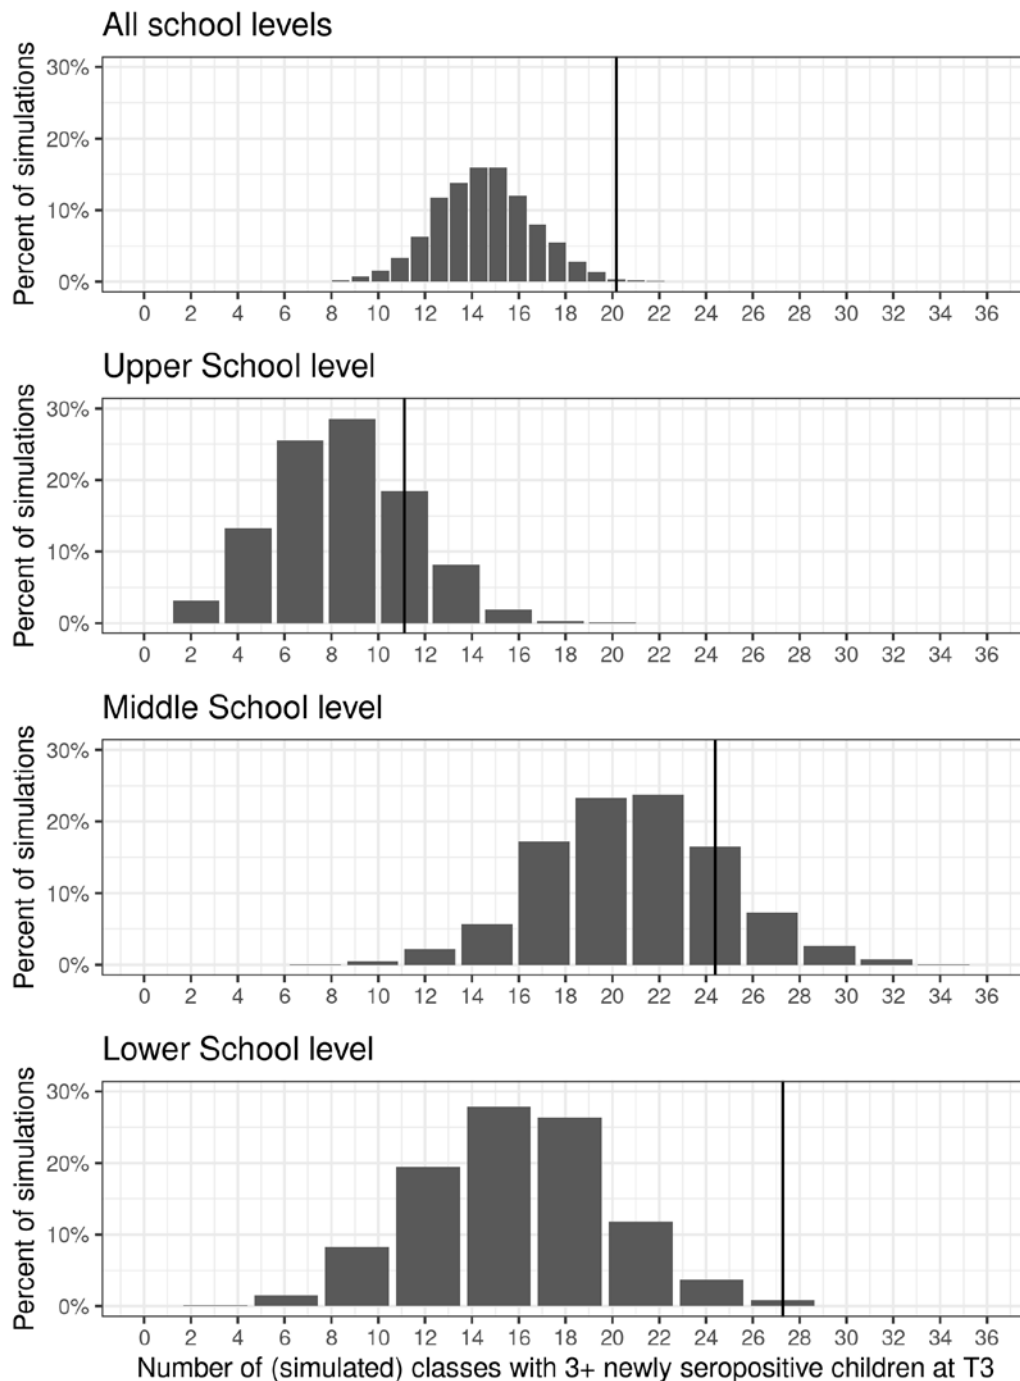 All school levels
Percent of simulations
30%
20%
10%
0%
0 2 4 6 8 10 12 14 16 18 20 22 24 26 28 30 32 34 36
Upper School level
Percent of simulations
30%
20%
10%
0%
0 2 4 6 8 10 12 14 16 18 20 22 24 26 28 30 32 34 36
Middle School level
Percent of simulations
30%
20%
10%
0%
0 2 4 6 8 10 12 14 16 18 20 22 24 26 28 30 32 34 36
Lower School level
Percent of simulations
30%
20%
10%
0%
0 2 4 6 8 10 12 14 16 18 20 22 24 26 28 30 32 34 36
Number of (simulated) classes with 3+ newly seropositive children at T3